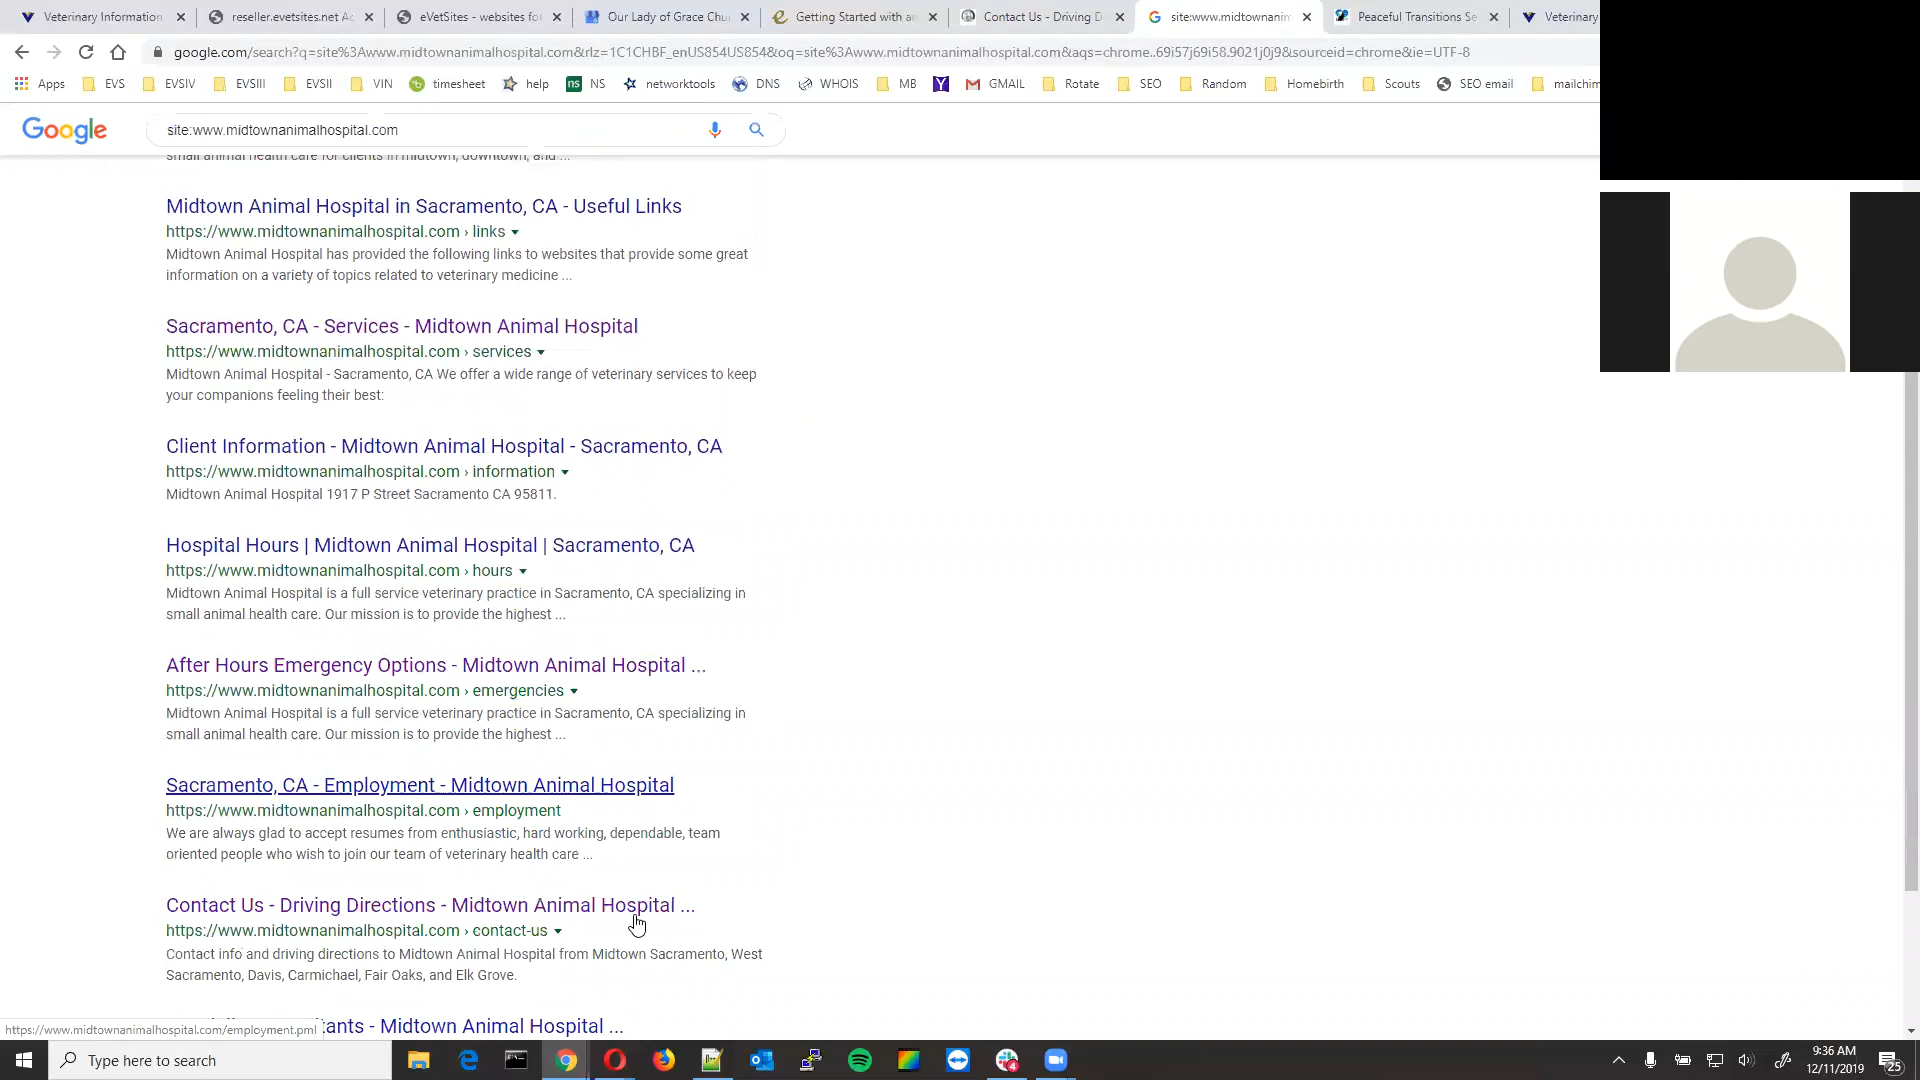 Veterinary Information
reseller.evetsites.net Ac
eVetSites - websites for
Our Lady of Grace Chu
Getting Started with an
Contact Us - Driving D
site:www.midtownanim
Peaceful Transitions Se
Veterinary
google.com/search?q=site%3Awww.midtownanimalhospital.com&rlz=1C1CHBF_enUS854US854&oq=site%3Awww.midtownanimalhospital.com&aqs=chrome..69i57j69i58.9021j0j9&sourceid=chrome&ie=UTF-8
Apps EVS EVSIV EVSIII EVSII VIN timesheet help ns NS networktools DNS WHOIS MB GMAIL Rotate SEO Random Homebirth Scouts SEO email mailchim
Google site:www.midtownanimalhospital.com
small animal health care for clients in midtown, downtown, and ...
Midtown Animal Hospital in Sacramento, CA - Useful Links
https://www.midtownanimalhospital.com › links
Midtown Animal Hospital has provided the following links to websites that provide some great
information on a variety of topics related to veterinary medicine ...
Sacramento, CA - Services - Midtown Animal Hospital
https://www.midtownanimalhospital.com › services
Midtown Animal Hospital - Sacramento, CA We offer a wide range of veterinary services to keep
your companions feeling their best:
Client Information - Midtown Animal Hospital - Sacramento, CA
https://www.midtownanimalhospital.com › information
Midtown Animal Hospital 1917 P Street Sacramento CA 95811.
Hospital Hours | Midtown Animal Hospital | Sacramento, CA
https://www.midtownanimalhospital.com › hours
Midtown Animal Hospital is a full service veterinary practice in Sacramento, CA specializing in
small animal health care. Our mission is to provide the highest ...
After Hours Emergency Options - Midtown Animal Hospital ...
https://www.midtownanimalhospital.com › emergencies
Midtown Animal Hospital is a full service veterinary practice in Sacramento, CA specializing in
small animal health care. Our mission is to provide the highest ...
Sacramento, CA - Employment - Midtown Animal Hospital
https://www.midtownanimalhospital.com › employment
We are always glad to accept resumes from enthusiastic, hard working, dependable, team
oriented people who wish to join our team of veterinary health care ...
Contact Us - Driving Directions - Midtown Animal Hospital ...
https://www.midtownanimalhospital.com › contact-us
Contact info and driving directions to Midtown Animal Hospital from Midtown Sacramento, West
Sacramento, Davis, Carmichael, Fair Oaks, and Elk Grove.
tants - Midtown Animal Hospital ...
https://www.midtownanimalhospital.com/employment.pml
Type here to search
4
9:36 AM
12/11/2019
25